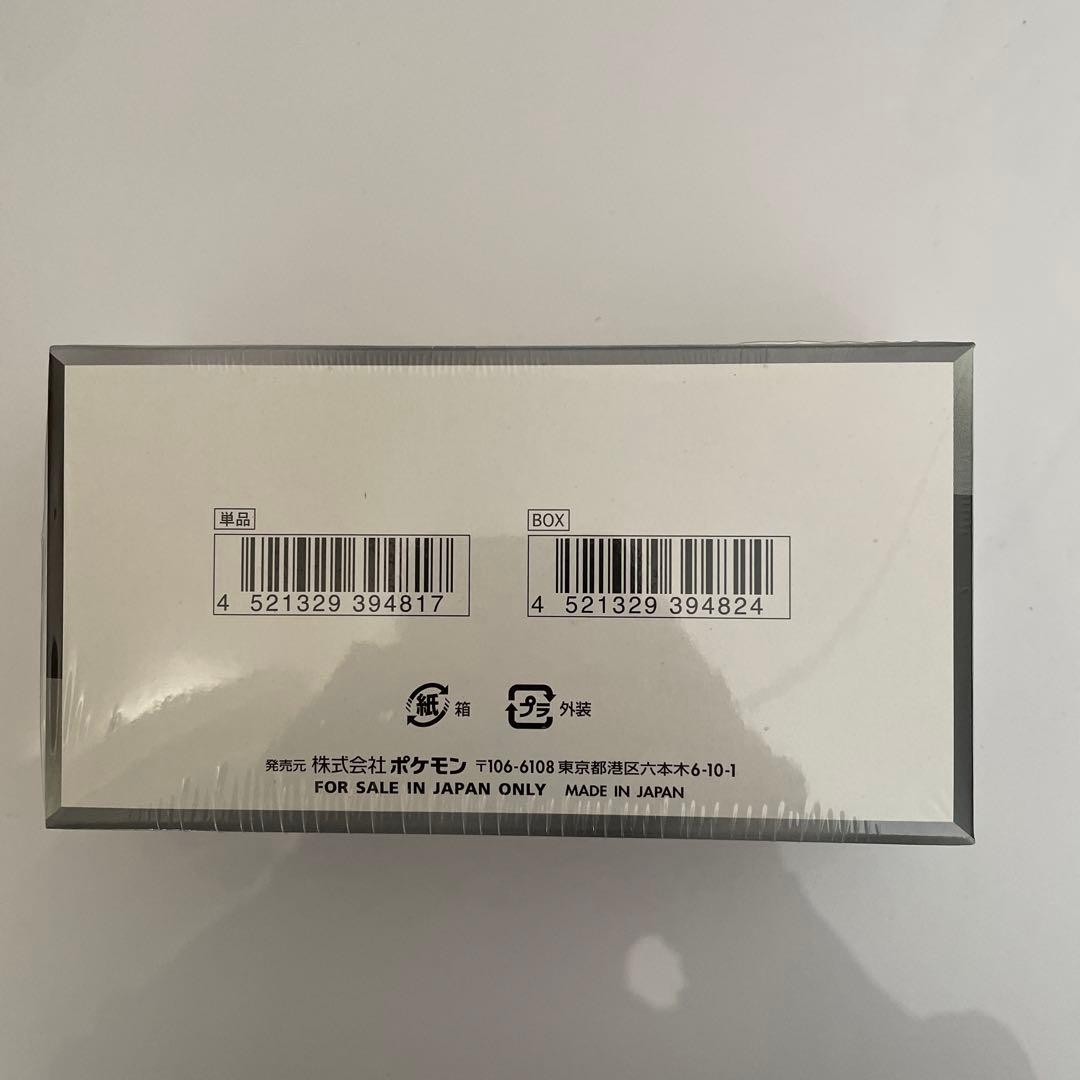 単品
4 521329 394817
BOX
4 521329 394824
紙 箱
プラ 外装
発売元 株式会社 ポケモン 〒106-6108 東京都港区六本木6-10-1
FOR SALE IN JAPAN ONLY MADE IN JAPAN